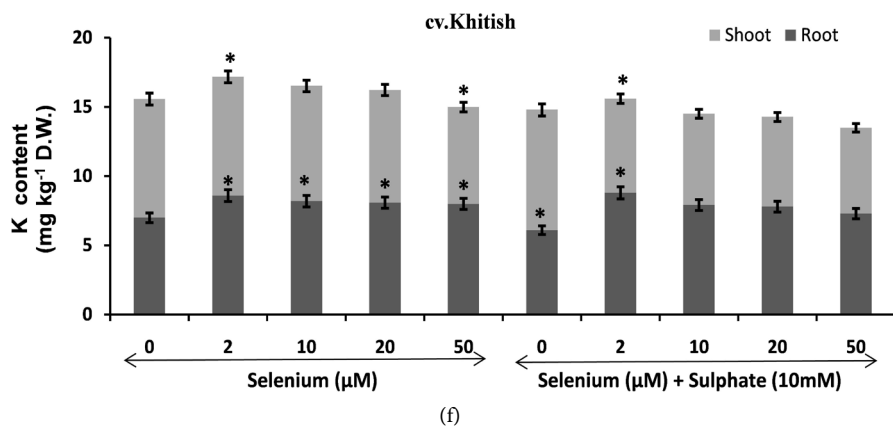 cv.Khitish
Shoot Root
K content
(mg kg⁻¹ D.W.)
20
15
10
5
0
* * * * * * * * * *
0 2 10 20 50 0 2 10 20 50
Selenium (µM) Selenium (µM) + Sulphate (10mM)
(f)